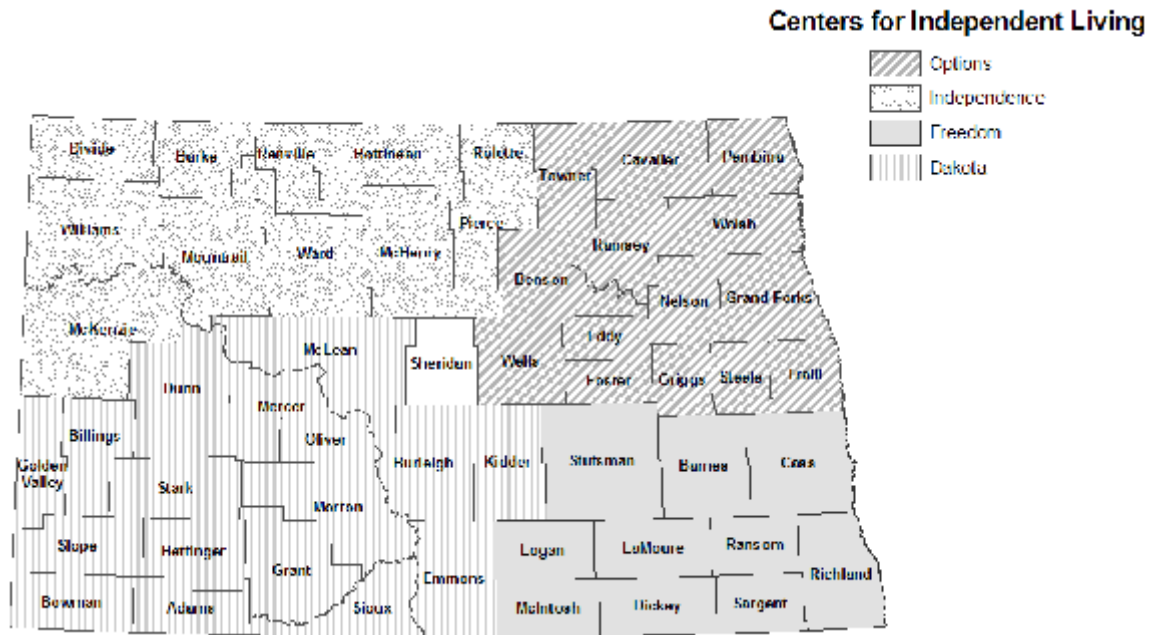 Centers for Independent Living
Options
Independence
Freedom
Dakota
Divide
Burke
Renville
Bottineau
Rolette
Towner
Cavalier
Pembina
Williams
Mountrail
Ward
McHenry
Pierce
Ramsey
Walsh
Benson
Nelson
Grand Forks
McKenzie
McLean
Sheridan
Wells
Eddy
Foster
Griggs
Steele
Traill
Dunn
Mercer
Oliver
Billings
Golden
Valley
Stark
Burleigh
Kidder
Stutsman
Barnes
Cass
Morton
Slope
Hettinger
Grant
Emmons
Logan
LaMoure
Ransom
Richland
Bowman
Adams
Sioux
McIntosh
Dickey
Sargent